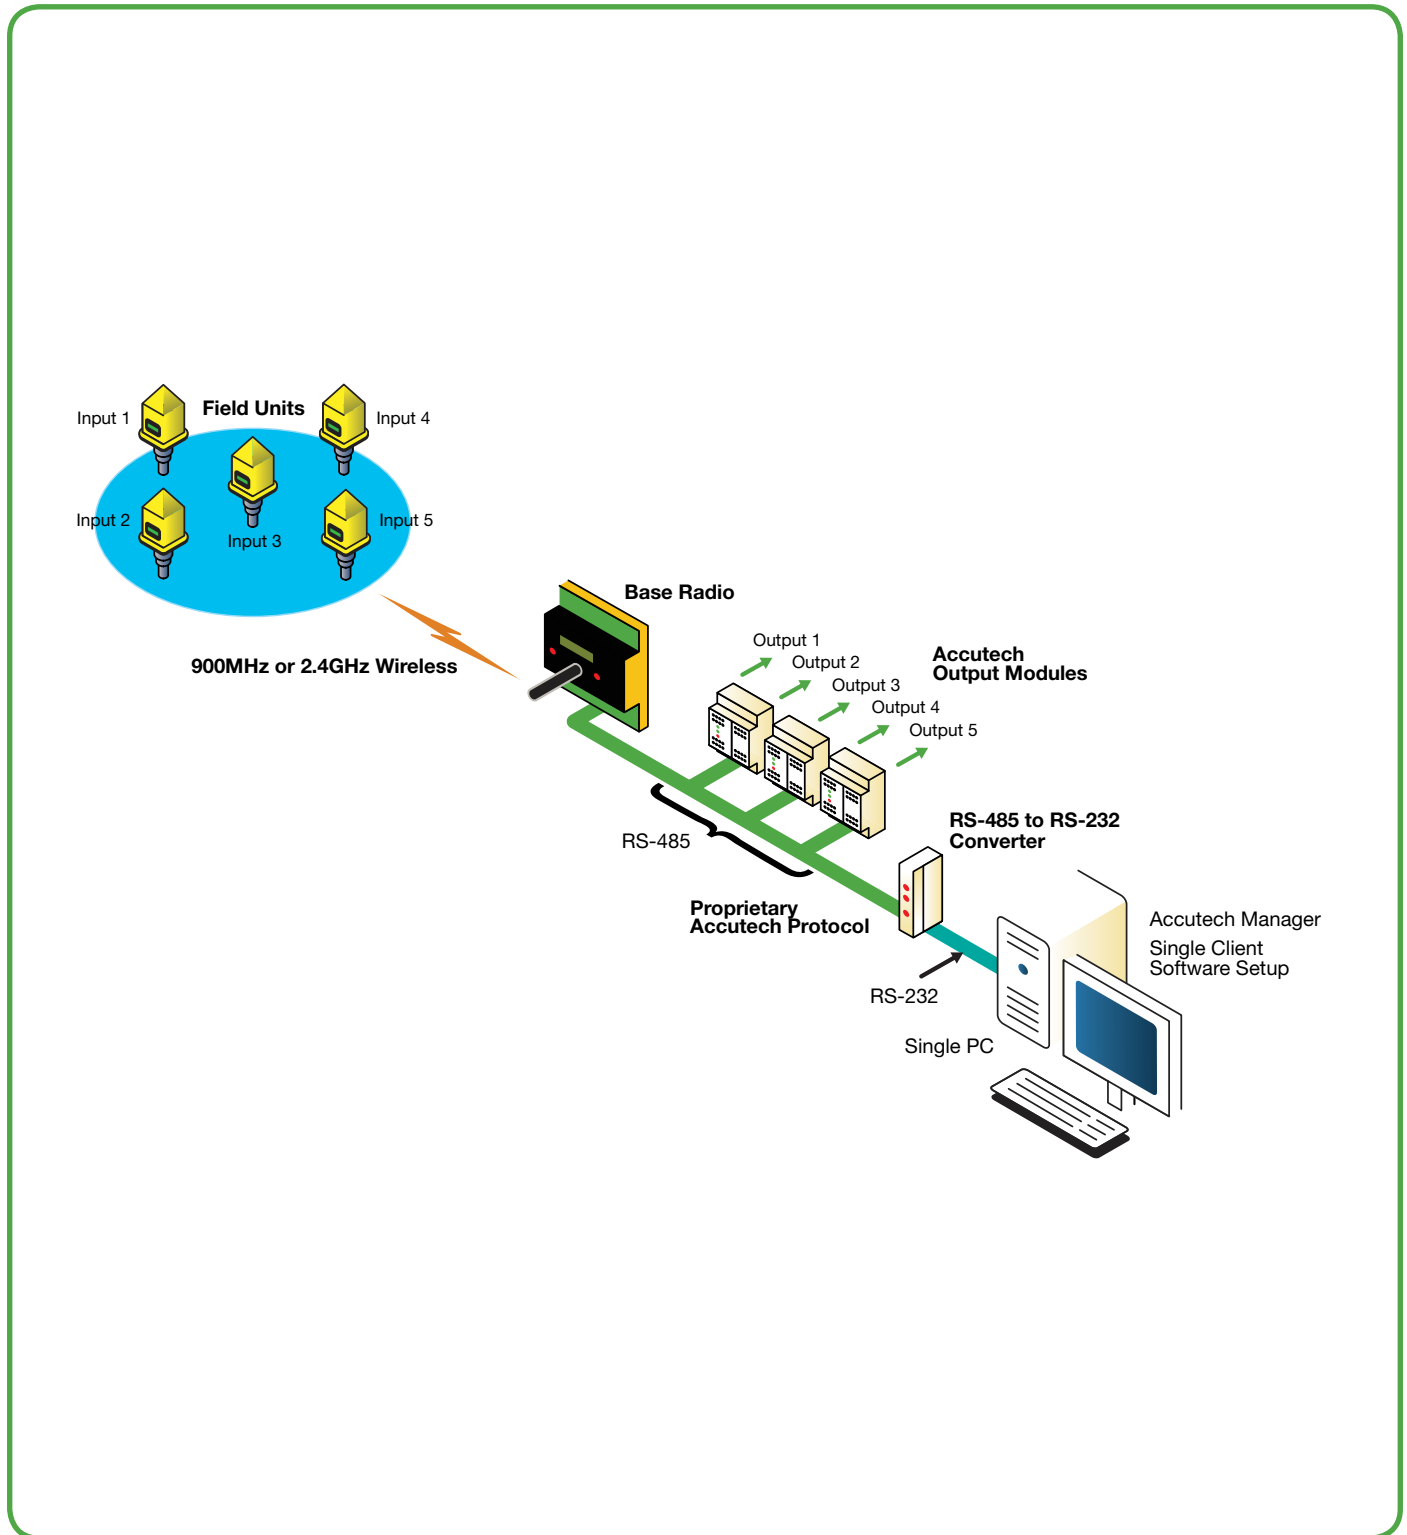 Field Units
Input 1
Input 4
Input 2
Input 5
Input 3
Base Radio
900MHz or 2.4GHz Wireless
Output 1
Output 2
Output 3
Output 4
Output 5
Accutech
Output Modules
RS-485
RS-485 to RS-232
Converter
Proprietary
Accutech Protocol
RS-232
Accutech Manager
Single Client
Software Setup
Single PC